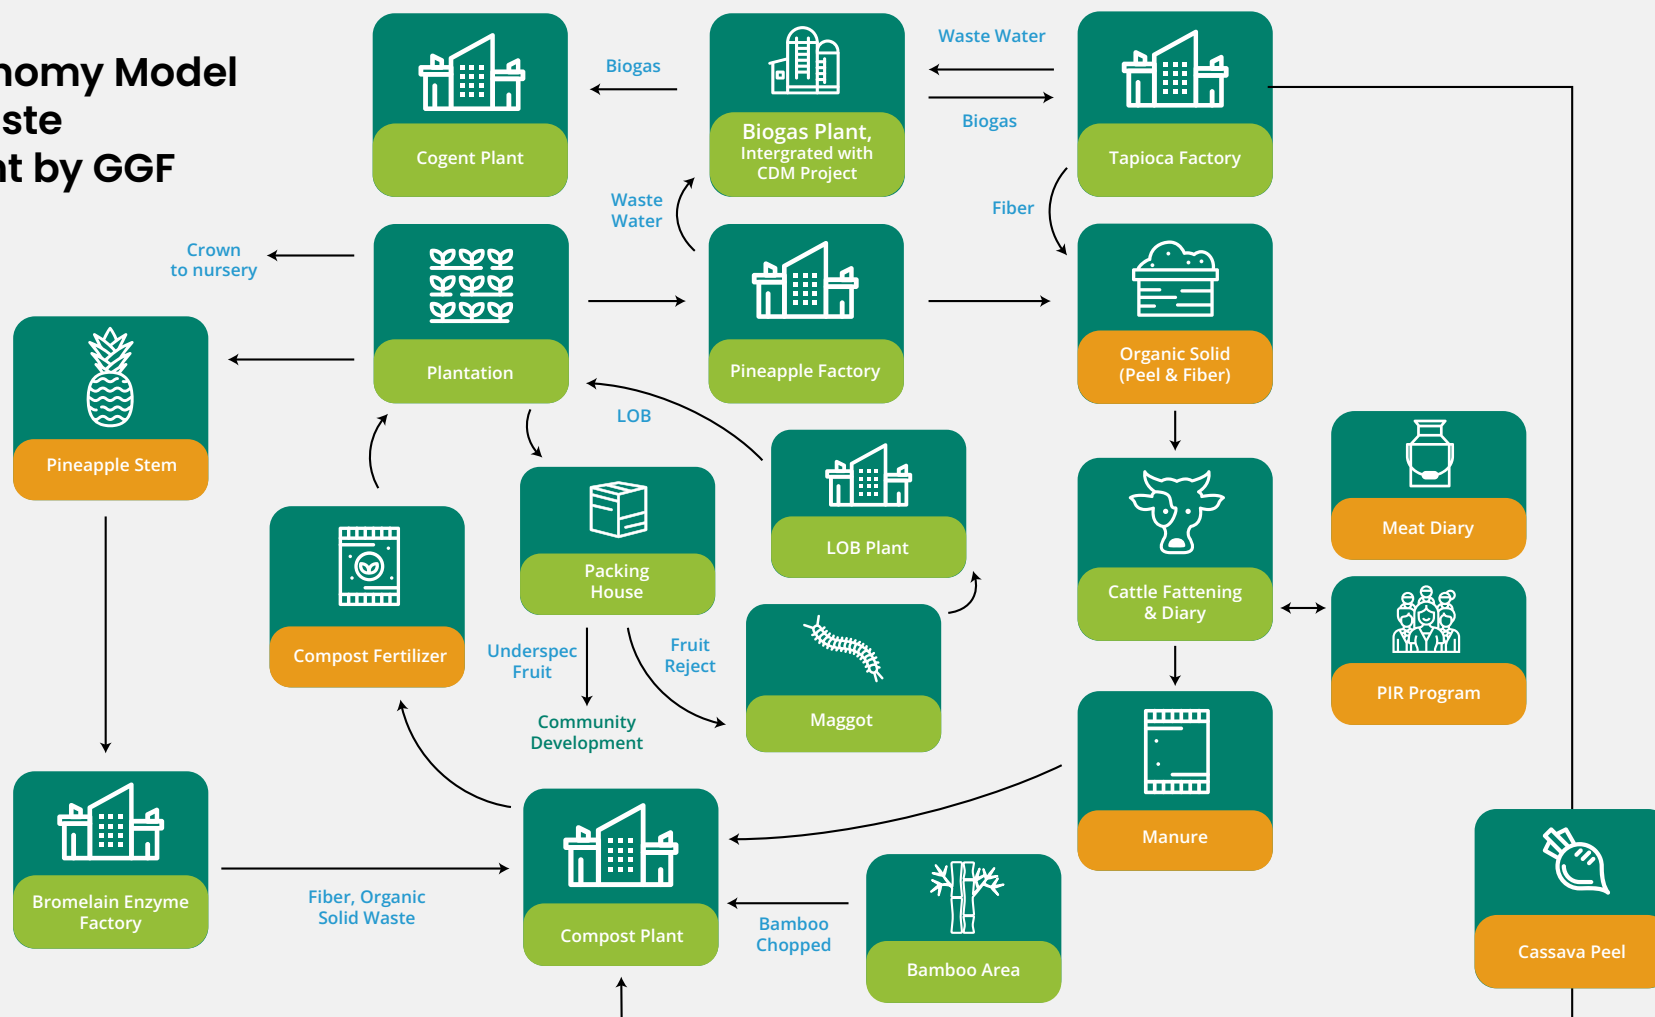 nomy Model
ste
nt by GGF
Cogent Plant
Biogas
Biogas Plant,
Intergrated with
CDM Project
Waste Water
Biogas
Tapioca Factory
Waste
Water
Fiber
Crown
to nursery
Plantation
Pineapple Factory
Organic Solid
(Peel & Fiber)
Pineapple Stem
LOB
Packing
House
LOB Plant
Cattle Fattening
& Diary
Meat Diary
Compost Fertilizer
Underspec
Fruit
Fruit
Reject
Maggot
PIR Program
Community
Development
Manure
Bromelain Enzyme
Factory
Fiber, Organic
Solid Waste
Compost Plant
Bamboo
Chopped
Bamboo Area
Cassava Peel